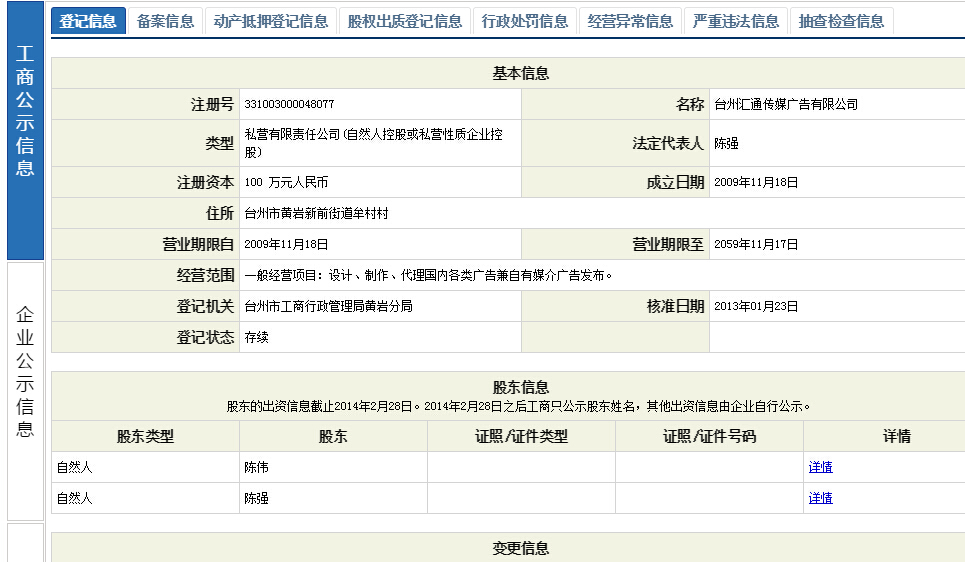 工商公示信息
企业公示信息
登记信息 备案信息 动产抵押登记信息 股权出质登记信息 行政处罚信息 经营异常信息 严重违法信息 抽查检查信息
基本信息
注册号 331003000048077 名称 台州汇通传媒广告有限公司
类型 私营有限责任公司(自然人控股或私营性质企业控
股) 法定代表人 陈强
注册资本 100 万元人民币 成立日期 2009年11月18日
住所 台州市黄岩新前街道牟村村
营业期限自 2009年11月18日 营业期限至 2059年11月17日
经营范围 一般经营项目：设计、制作、代理国内各类广告兼自有媒介广告发布。
登记机关 台州市工商行政管理局黄岩分局 核准日期 2013年01月23日
登记状态 存续
股东信息
股东的出资信息截止2014年2月28日。2014年2月28日之后工商只公示股东姓名，其他出资信息由企业自行公示。
股东类型 股东 证照/证件类型 证照/证件号码 详情
自然人 陈伟 详情
自然人 陈强 详情
变更信息